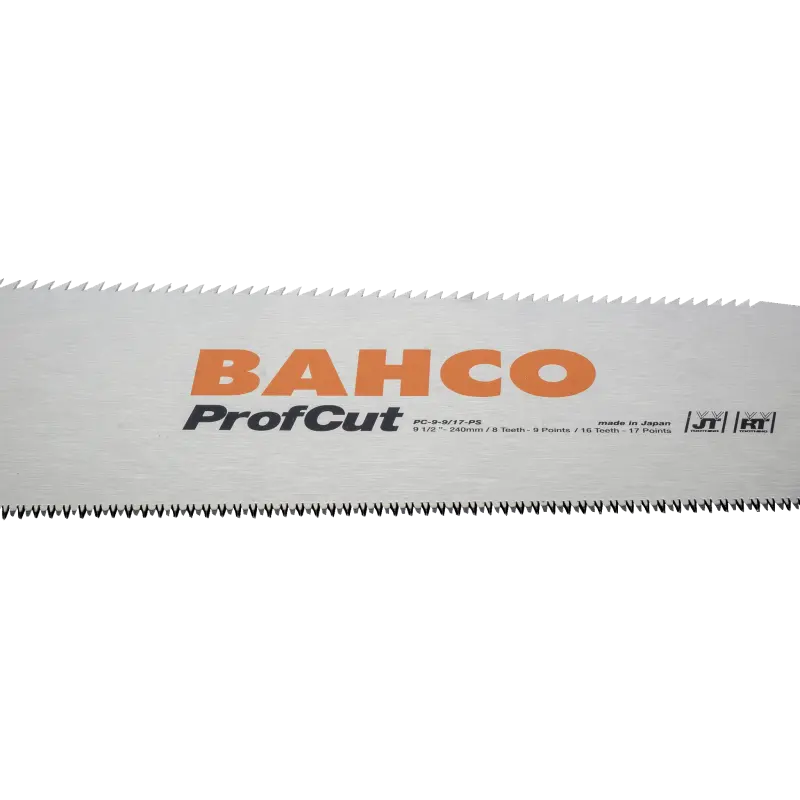 BAHCO
ProfCut
PC-9-9/17-PS made in Japan
9 1/2 "- 240mm / 8 Teeth - 9 Points / 16 Teeth - 17 Points
JT RT